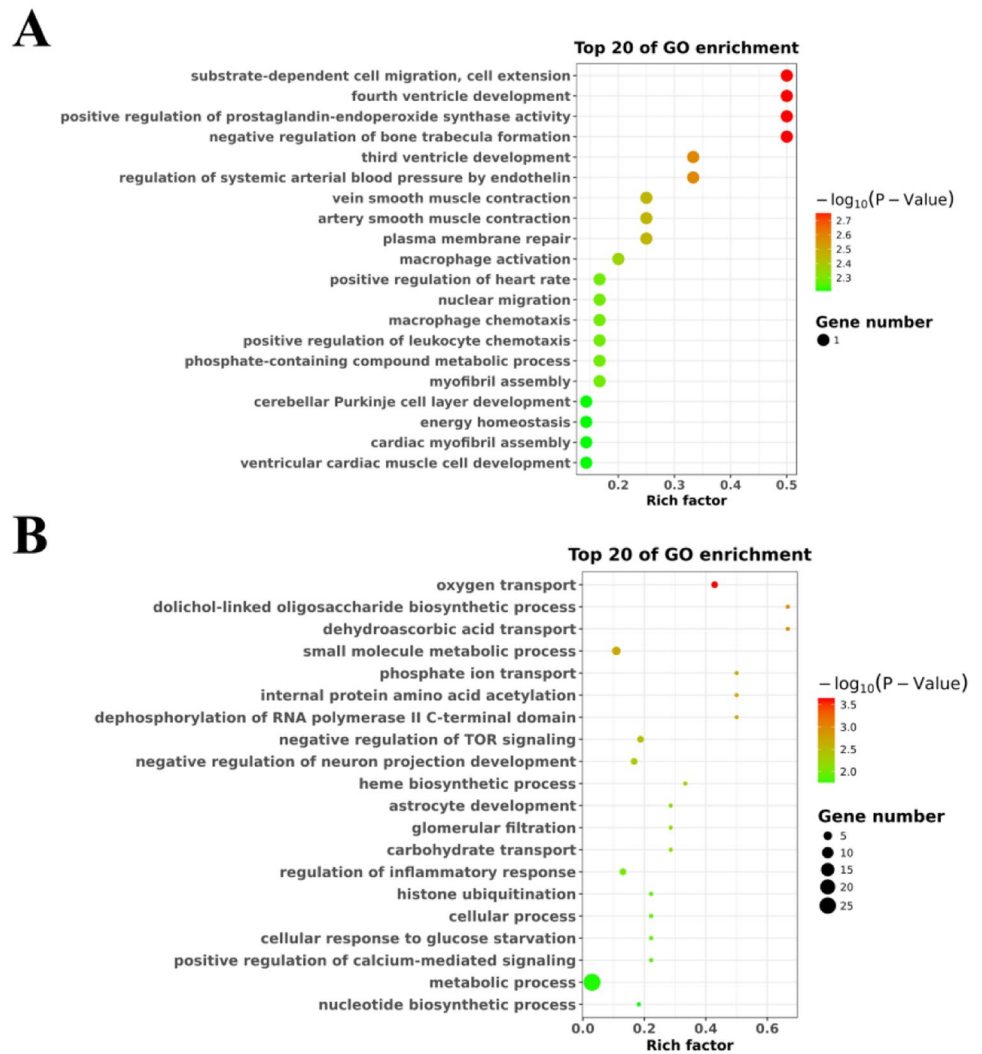 A
Top 20 of GO enrichment
substrate-dependent cell migration, cell extension
fourth ventricle development
positive regulation of prostaglandin-endoperoxide synthase activity
negative regulation of bone trabecula formation
third ventricle development
regulation of systemic arterial blood pressure by endothelin
vein smooth muscle contraction
artery smooth muscle contraction
plasma membrane repair
macrophage activation
positive regulation of heart rate
nuclear migration
macrophage chemotaxis
positive regulation of leukocyte chemotaxis
phosphate-containing compound metabolic process
myofibril assembly
cerebellar Purkinje cell layer development
energy homeostasis
cardiac myofibril assembly
ventricular cardiac muscle cell development
0.2 0.3 0.4 0.5
Rich factor
−log10(P−Value)
2.7
2.6
2.5
2.4
2.3
Gene number
1
B
Top 20 of GO enrichment
oxygen transport
dolichol-linked oligosaccharide biosynthetic process
dehydroascorbic acid transport
small molecule metabolic process
phosphate ion transport
internal protein amino acid acetylation
dephosphorylation of RNA polymerase II C-terminal domain
negative regulation of TOR signaling
negative regulation of neuron projection development
heme biosynthetic process
astrocyte development
glomerular filtration
carbohydrate transport
regulation of inflammatory response
histone ubiquitination
cellular process
cellular response to glucose starvation
positive regulation of calcium-mediated signaling
metabolic process
nucleotide biosynthetic process
0.0 0.2 0.4 0.6
Rich factor
−log10(P−Value)
3.5
3.0
2.5
2.0
Gene number
5
10
15
20
25